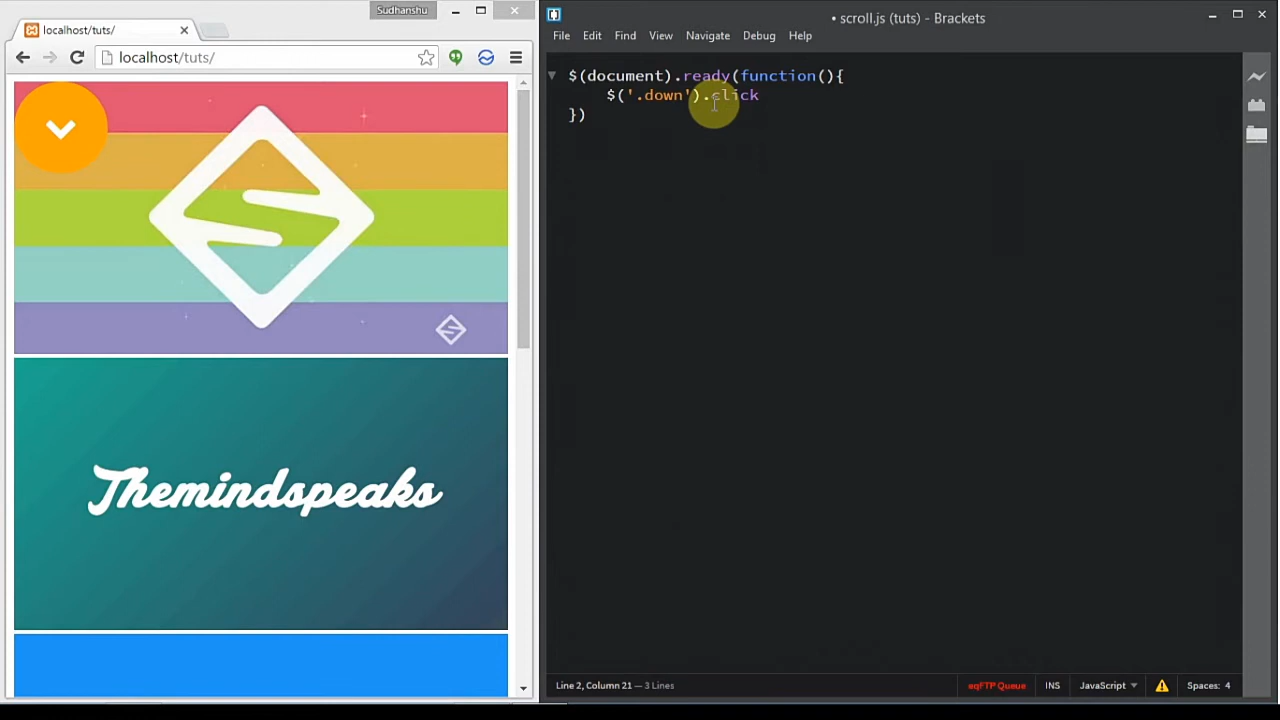 Sudhanshu
localhost/tuts/
localhost/tuts/
Themindspeaks
• scroll.js (tuts) - Brackets
File Edit Find View Navigate Debug Help
$(document).ready(function(){
$('.down').click
})
Line 2, Column 21 — 3 Lines
eqFTP Queue
INS
JavaScript
Spaces: 4